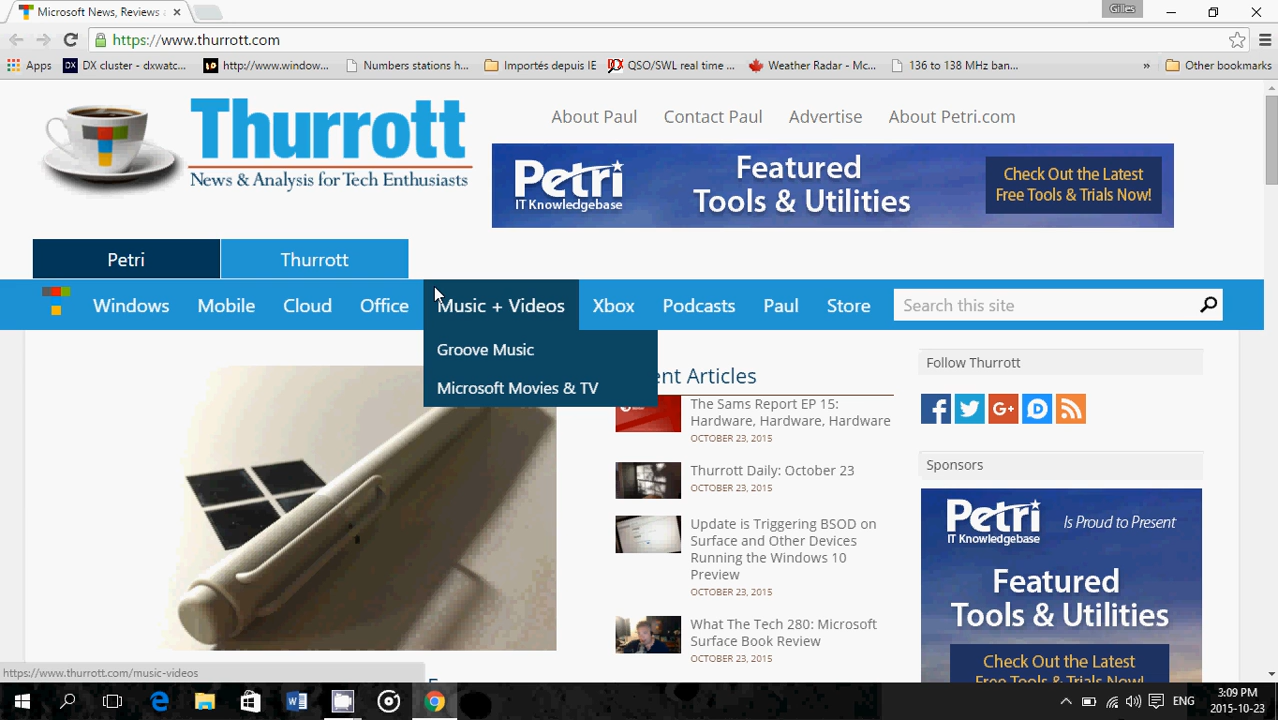 Microsoft News, Reviews
Gilles
https://www.thurrott.com
Apps
DX cluster - dxwatc...
http://www.window...
Numbers stations h...
Importés depuis IE
QSO/SWL real time ...
Weather Radar - Mc...
136 to 138 MHz ban...
»
Other bookmarks
Thurrott
News & Analysis for Tech Enthusiasts
About Paul
Contact Paul
Advertise
About Petri.com
Petri
IT Knowledgebase
Featured
Tools & Utilities
Check Out the Latest
Free Tools & Trials Now!
Petri
Thurrott
Windows
Mobile
Cloud
Office
Music + Videos
Xbox
Podcasts
Paul
Store
Search this site
Groove Music
Microsoft Movies & TV
ent Articles
The Sams Report EP 15:
Hardware, Hardware, Hardware
OCTOBER 23, 2015
Thurrott Daily: October 23
OCTOBER 23, 2015
Update is Triggering BSOD on
Surface and Other Devices
Running the Windows 10
Preview
OCTOBER 23, 2015
What The Tech 280: Microsoft
Surface Book Review
OCTOBER 23, 2015
Follow Thurrott
Sponsors
Petri
IT Knowledgebase
Is Proud to Present
Featured
Tools & Utilities
Check Out the Latest
Free Tools & Trials Now!
https://www.thurrott.com/music-videos
ENG
3:09 PM
2015-10-23